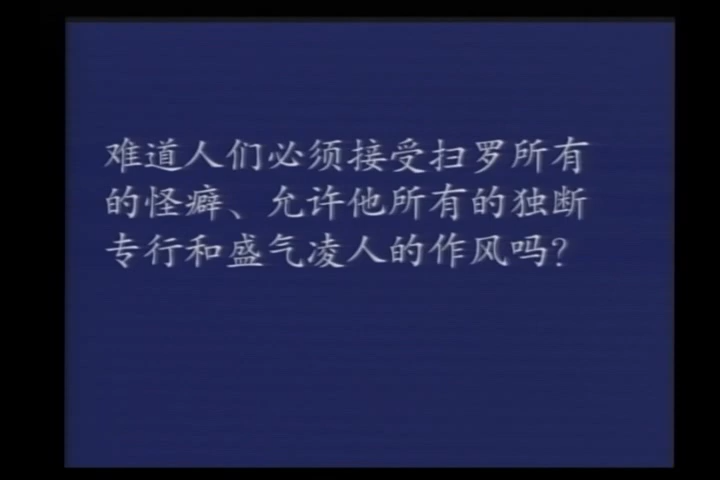 难道人们必须接受扫罗所有
的怪癖、允许他所有的独断
专行和盛气凌人的作风吗?